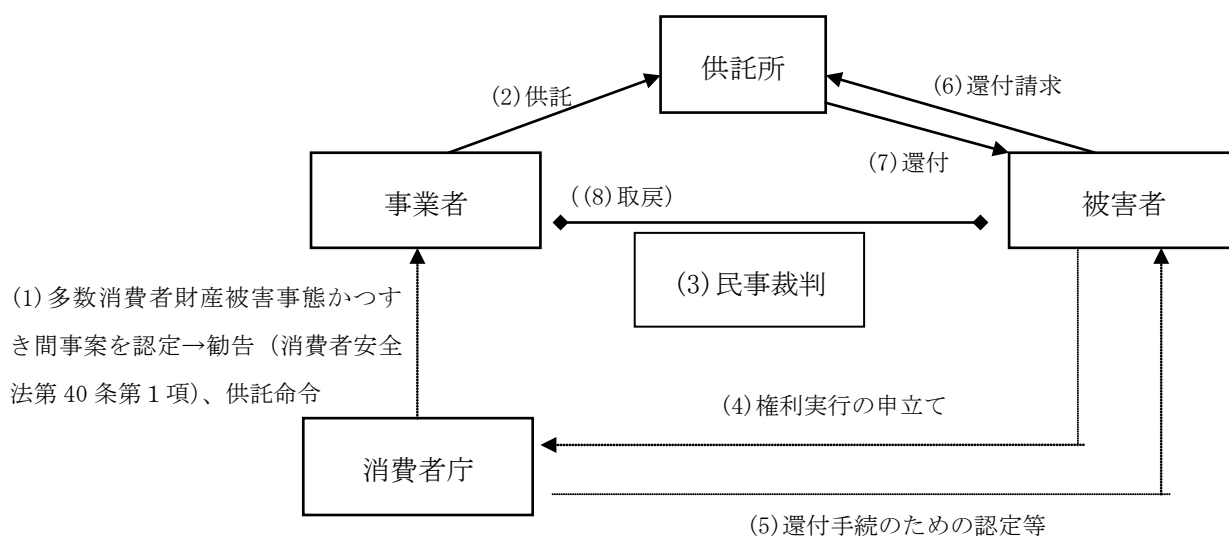 供託所
(2)供託
(6)還付請求
(7)還付
事業者
((8)取戻)
被害者
(3)民事裁判
(1)多数消費者財産被害事態かつす
き間事案を認定→勧告（消費者安全
法第 40 条第１項）、供託命令
(4)権利実行の申立て
消費者庁
(5)還付手続のための認定等